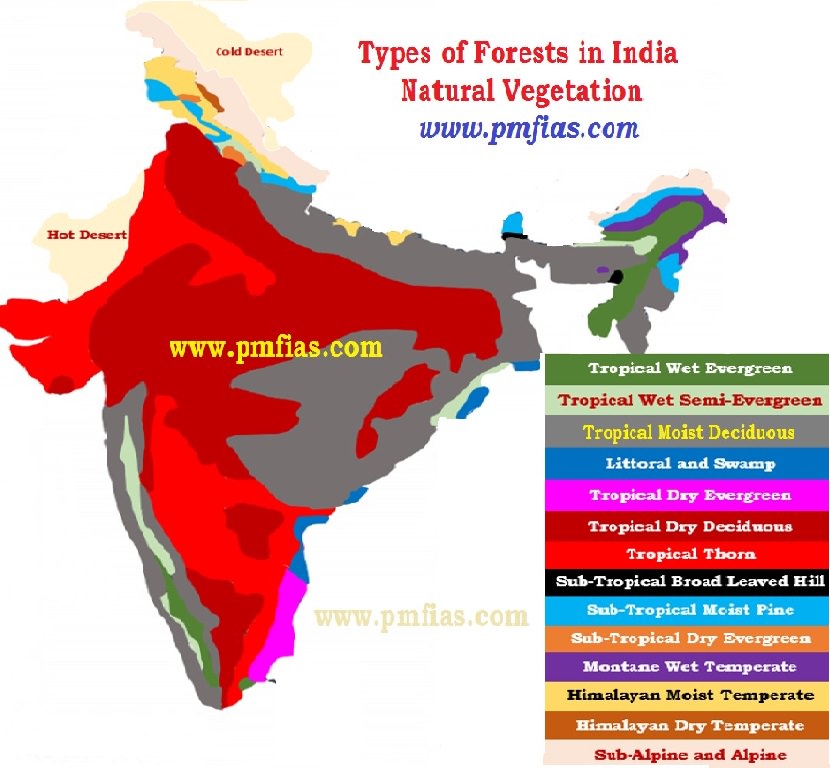 Cold Desert
Types of Forests in India
Natural Vegetation
www.pmfias.com
Hot Desert
www.pmfias.com
Tropical Wet Evergreen
Tropical Wet Semi-Evergreen
Tropical Moist Deciduous
Littoral and Swamp
Tropical Dry Evergreen
Tropical Dry Deciduous
Tropical Thorn
Sub-Tropical Broad Leaved Hill
Sub-Tropical Moist Pine
www.pmfias.com
Sub-Tropical Dry Evergreen
Montane Wet Temperate
Himalayan Moist Temperate
Himalayan Dry Temperate
Sub-Alpine and Alpine